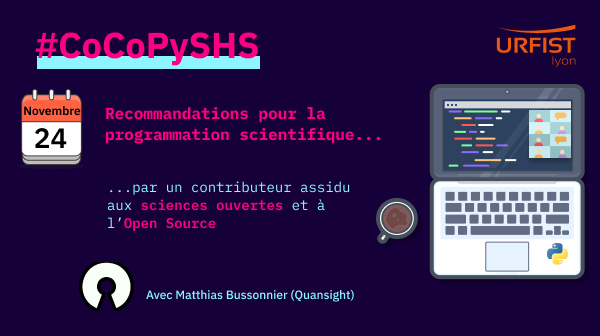 #CoCoPySHS
URFIST
lyon
Novembre
24
Recommandations pour la
programmation scientifique...
...par un contributeur assidu
aux sciences ouvertes et à
l’Open Source
Avec Matthias Bussonnier (Quansight)